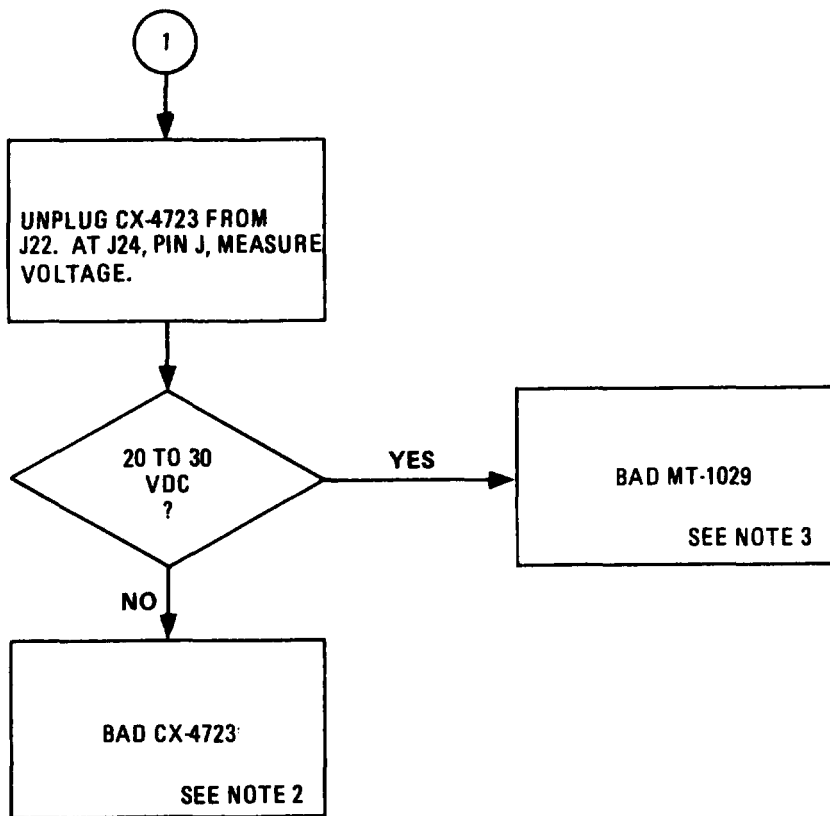 1
UNPLUG CX-4723 FROM
J22. AT J24, PIN J, MEASURE
VOLTAGE.
20 TO 30
VDC
?
YES
BAD MT-1029
SEE NOTE 3
NO
BAD CX-4723
SEE NOTE 2